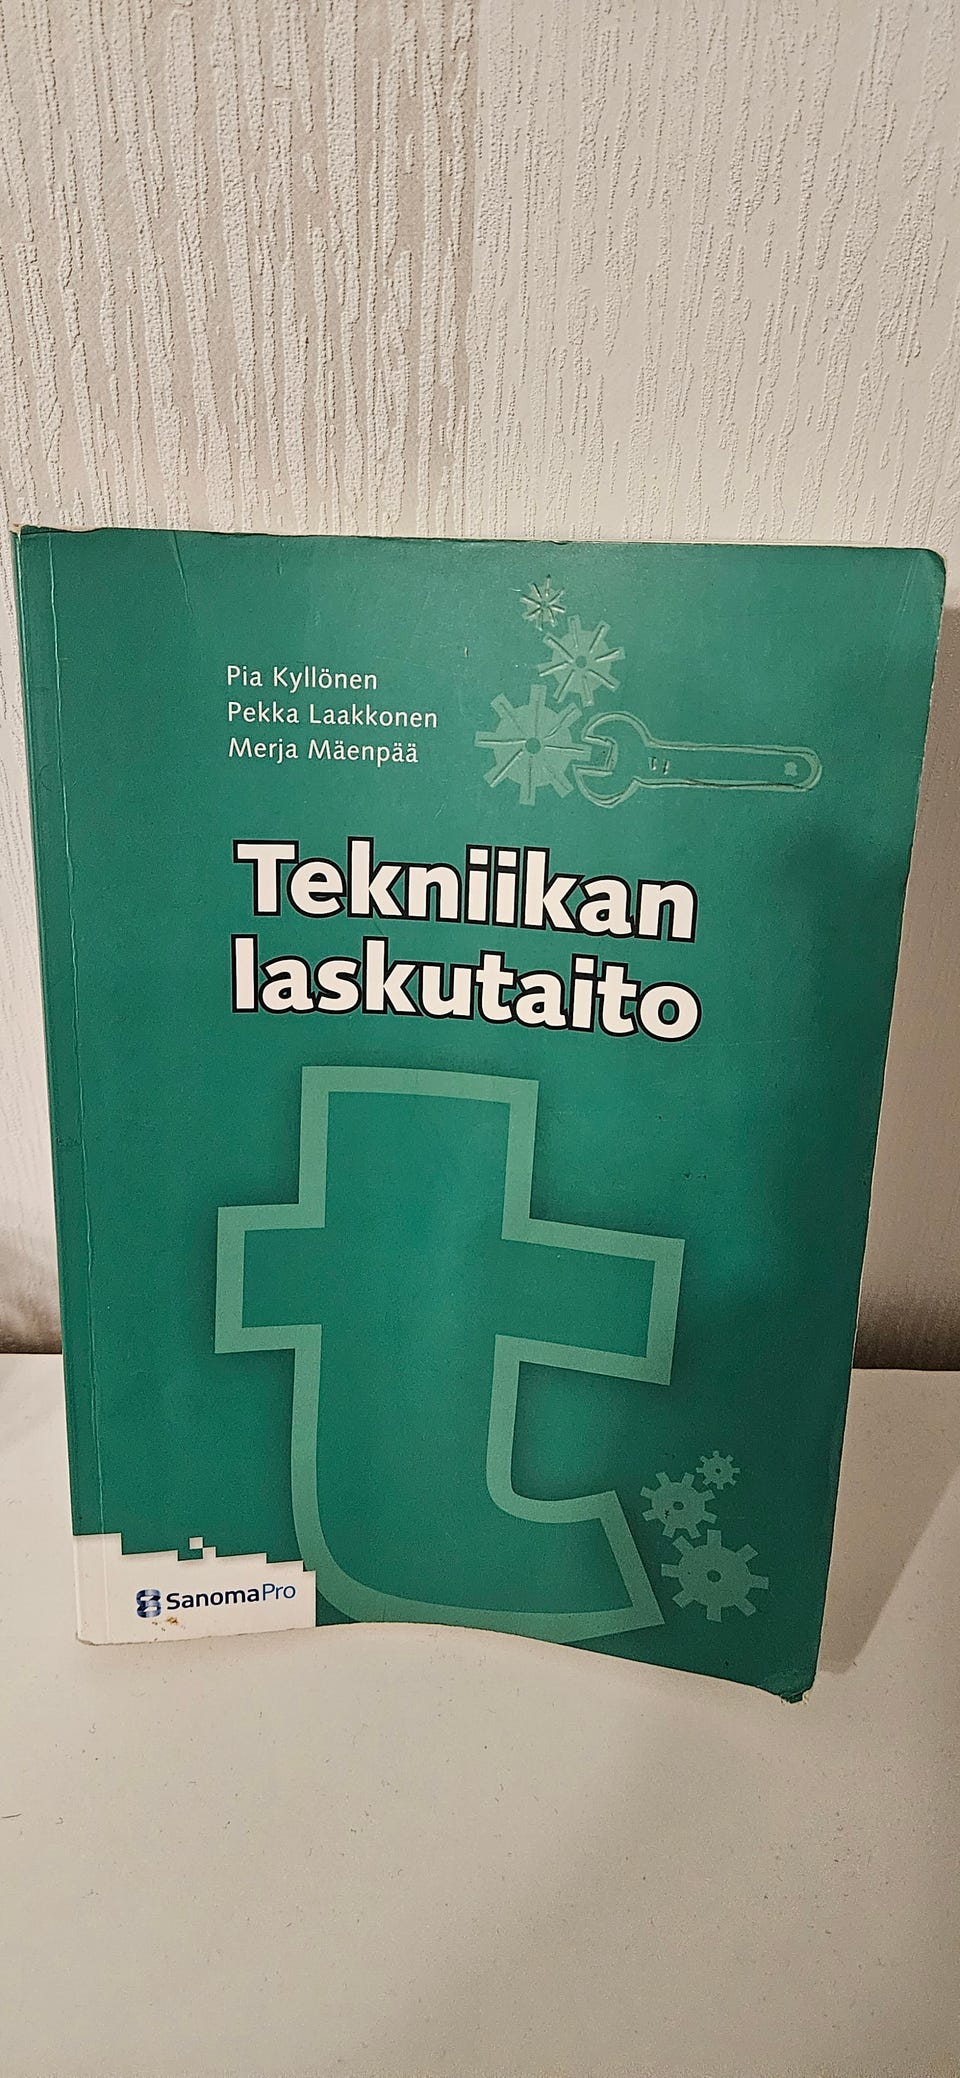 Pia Kyllönen
Pekka Laakkonen
Merja Mäenpää
Tekniikan
laskutaito
t
SanomaPro